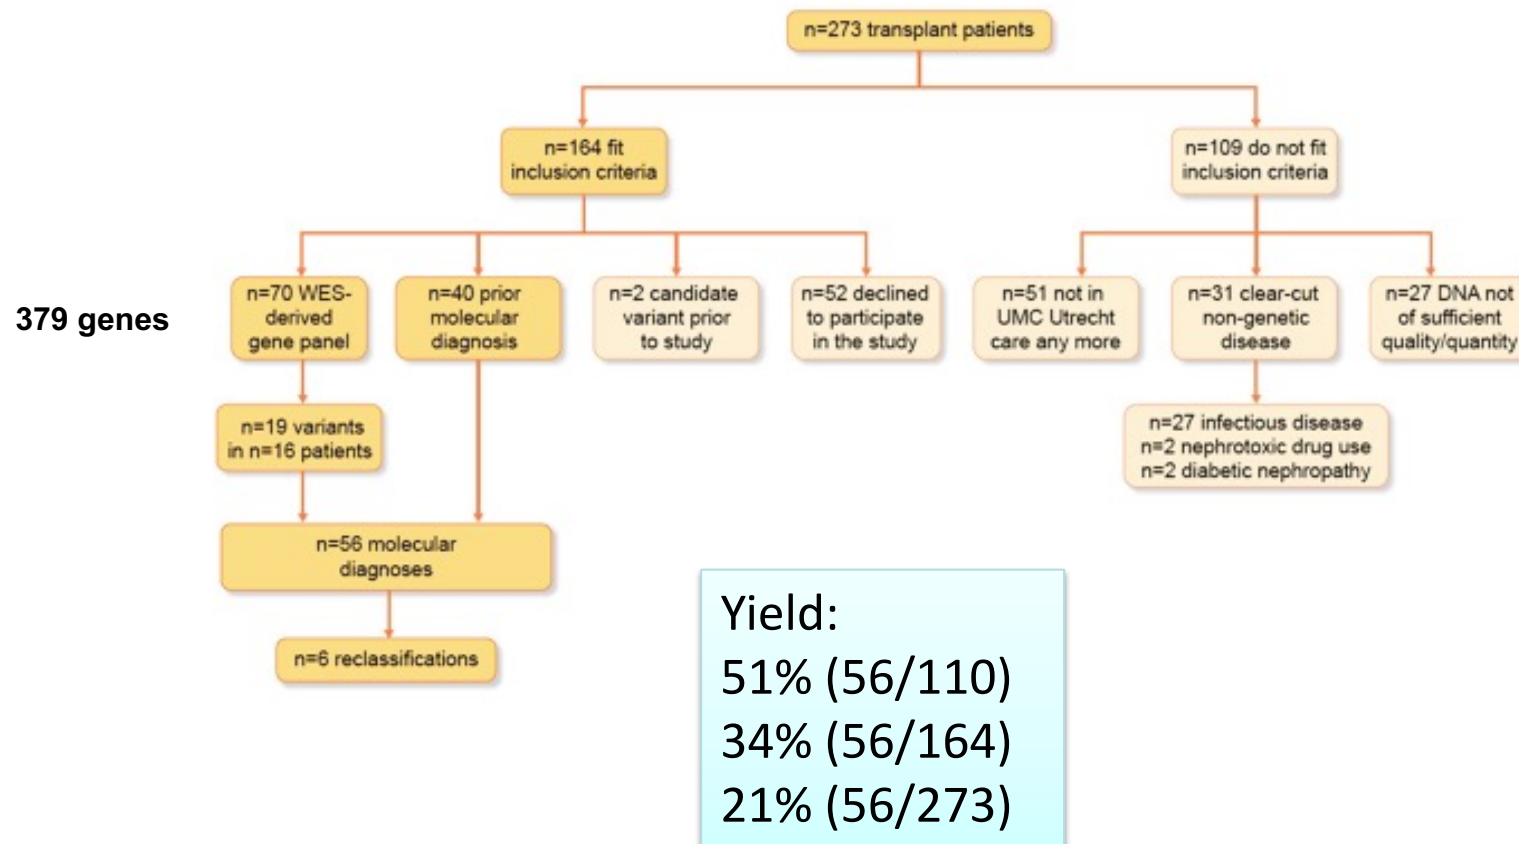 n=273 transplant patients
n=164 fit
inclusion criteria
n=109 do not fit
inclusion criteria
379 genes
n=70 WES-
derived
gene panel
n=40 prior
molecular
diagnosis
n=2 candidate
variant prior
to study
n=52 declined
to participate
in the study
n=51 not in
UMC Utrecht
care any more
n=31 clear-cut
non-genetic
disease
n=27 DNA not
of sufficient
quality/quantity
n=19 variants
in n=16 patients
n=27 infectious disease
n=2 nephrotoxic drug use
n=2 diabetic nephropathy
n=56 molecular
diagnoses
n=6 reclassifications
Yield:
51% (56/110)
34% (56/164)
21% (56/273)